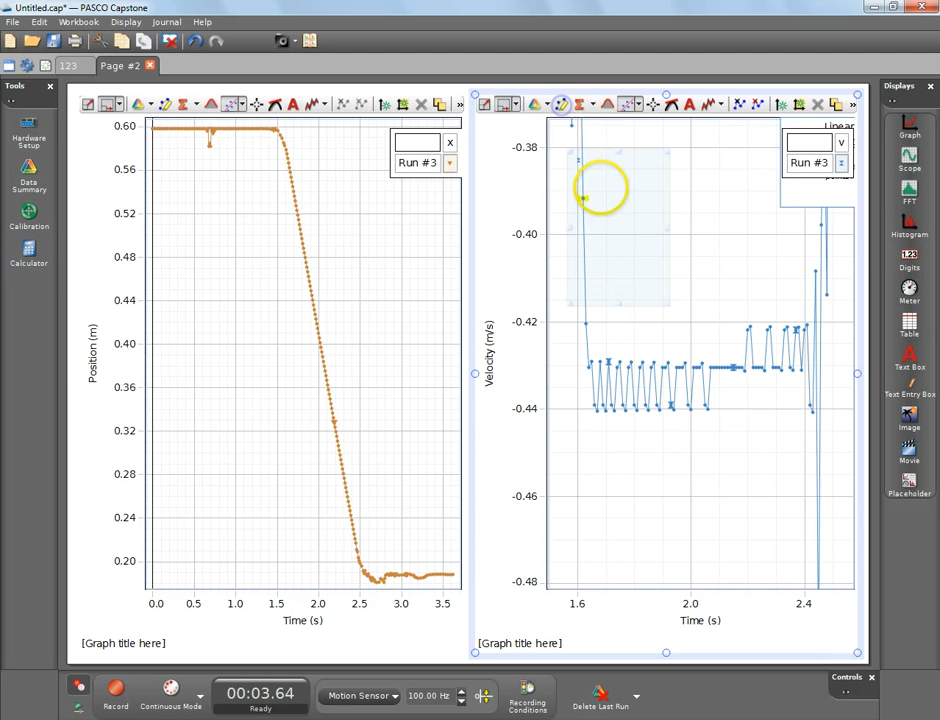 Untitled.cap* — PASCO Capstone
File Edit Workbook Display Journal Help
123 Page #2
Tools
Hardware
Setup
Data
Summary
Calibration
Calculator
Position (m)
0.60
0.56
0.52
0.48
0.44
0.40
0.36
0.32
0.28
0.24
0.20
x
Run #3
0.0 0.5 1.0 1.5 2.0 2.5 3.0 3.5
Time (s)
[Graph title here]
Velocity (m/s)
-0.38
-0.40
-0.42
-0.44
-0.46
-0.48
Linear
v
Run #3
1.6 2.0 2.4
Time (s)
[Graph title here]
Displays
Graph
Scope
FFT
Histogram
1.23
Digits
Meter
Table
Text Box
Text Entry Box
Image
Movie
Placeholder
Record
Continuous Mode
00:03.64
Ready
Motion Sensor
100.00 Hz
Recording
Conditions
Delete Last Run
Controls